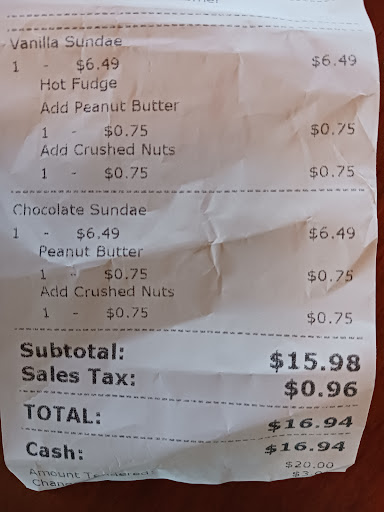 Vanilla Sundae
1 - $6.49 $6.49
Hot Fudge
Add Peanut Butter
1 - $0.75 $0.75
Add Crushed Nuts
1 - $0.75 $0.75
Chocolate Sundae
1 - $6.49 $6.49
Peanut Butter
1 - $0.75 $0.75
Add Crushed Nuts
1 - $0.75 $0.75
Subtotal: $15.98
Sales Tax: $0.96
TOTAL: $16.94
Cash: $16.94
Amount Tendered: $20.00